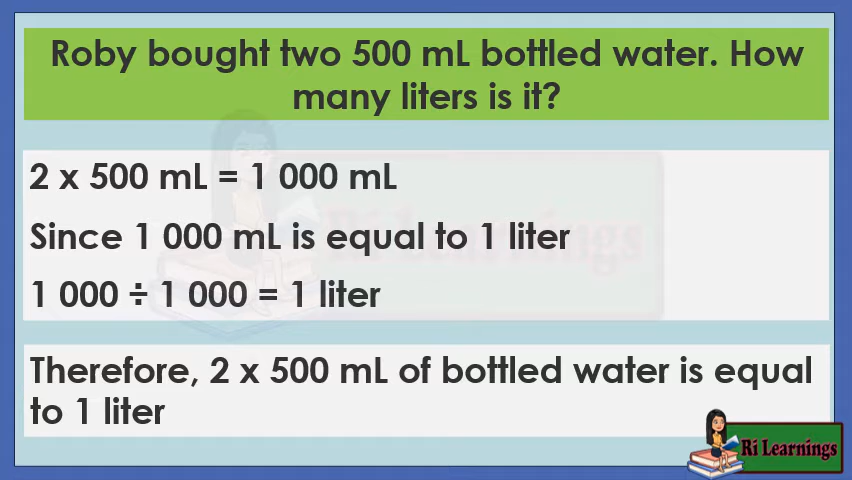 Roby bought two 500 mL bottled water. How
many liters is it?
2 x 500 mL = 1 000 mL
Since 1 000 mL is equal to 1 liter
1 000 ÷ 1 000 = 1 liter
Therefore, 2 x 500 mL of bottled water is equal
to 1 liter
Ri Learnings
Ri Learnings